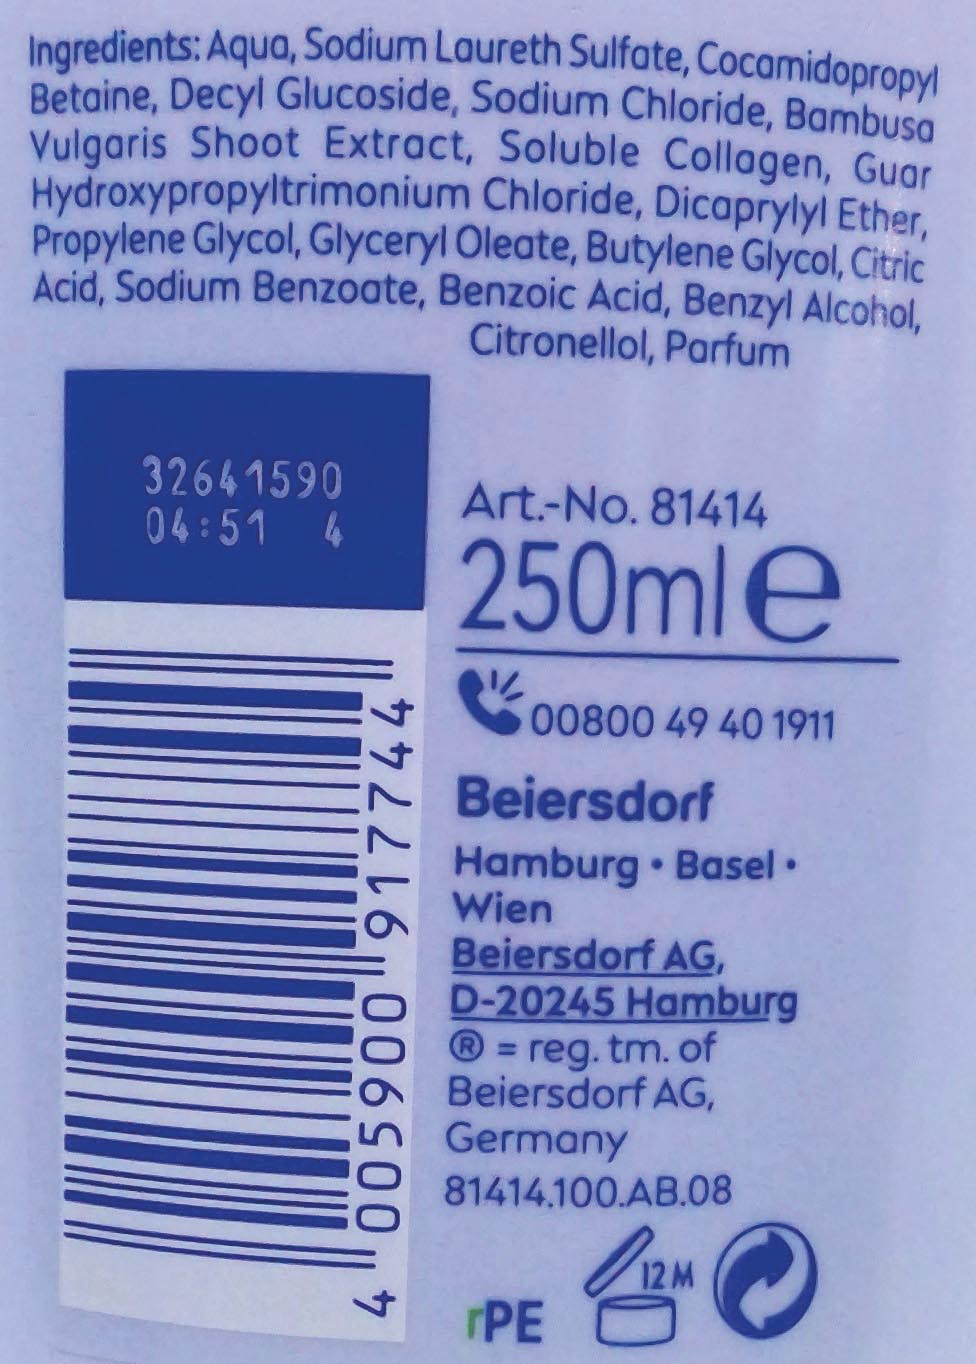 Ingredients: Aqua, Sodium Laureth Sulfate, Cocamidopropyl
Betaine, Decyl Glucoside, Sodium Chloride, Bambusa
Vulgaris Shoot Extract, Soluble Collagen, Guar
Hydroxypropyltrimonium Chloride, Dicaprylyl Ether,
Propylene Glycol, Glyceryl Oleate, Butylene Glycol, Citric
Acid, Sodium Benzoate, Benzoic Acid, Benzyl Alcohol,
Citronellol, Parfum
32641590
04:51 4
4 005900 917744
Art.-No. 81414
250ml e
00800 49 40 1911
Beiersdorf
Hamburg • Basel •
Wien
Beiersdorf AG,
D-20245 Hamburg
® = reg. tm. of
Beiersdorf AG,
Germany
81414.100.AB.08
rPE
12 M